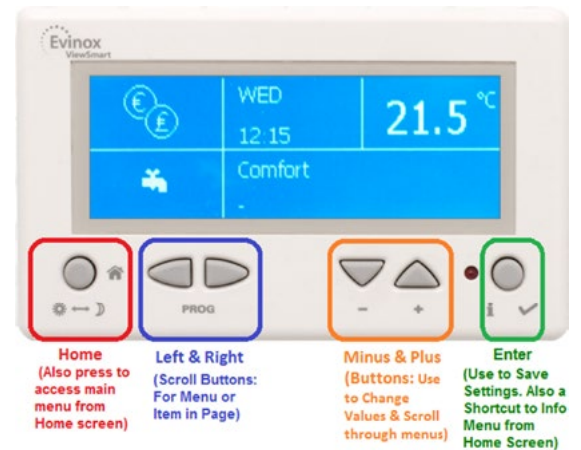 Evinox
ViewSmart
€
£
WED
12:15
21.5 °C
Comfort
-
PROG
-
+
i
Home
(Also press to
access main
menu from
Home screen)
Left & Right
(Scroll Buttons:
For Menu or
Item in Page)
Minus & Plus
(Buttons: Use
to Change
Values & Scroll
through menus)
Enter
(Use to Save
Settings. Also a
Shortcut to Info
Menu from
Home Screen)